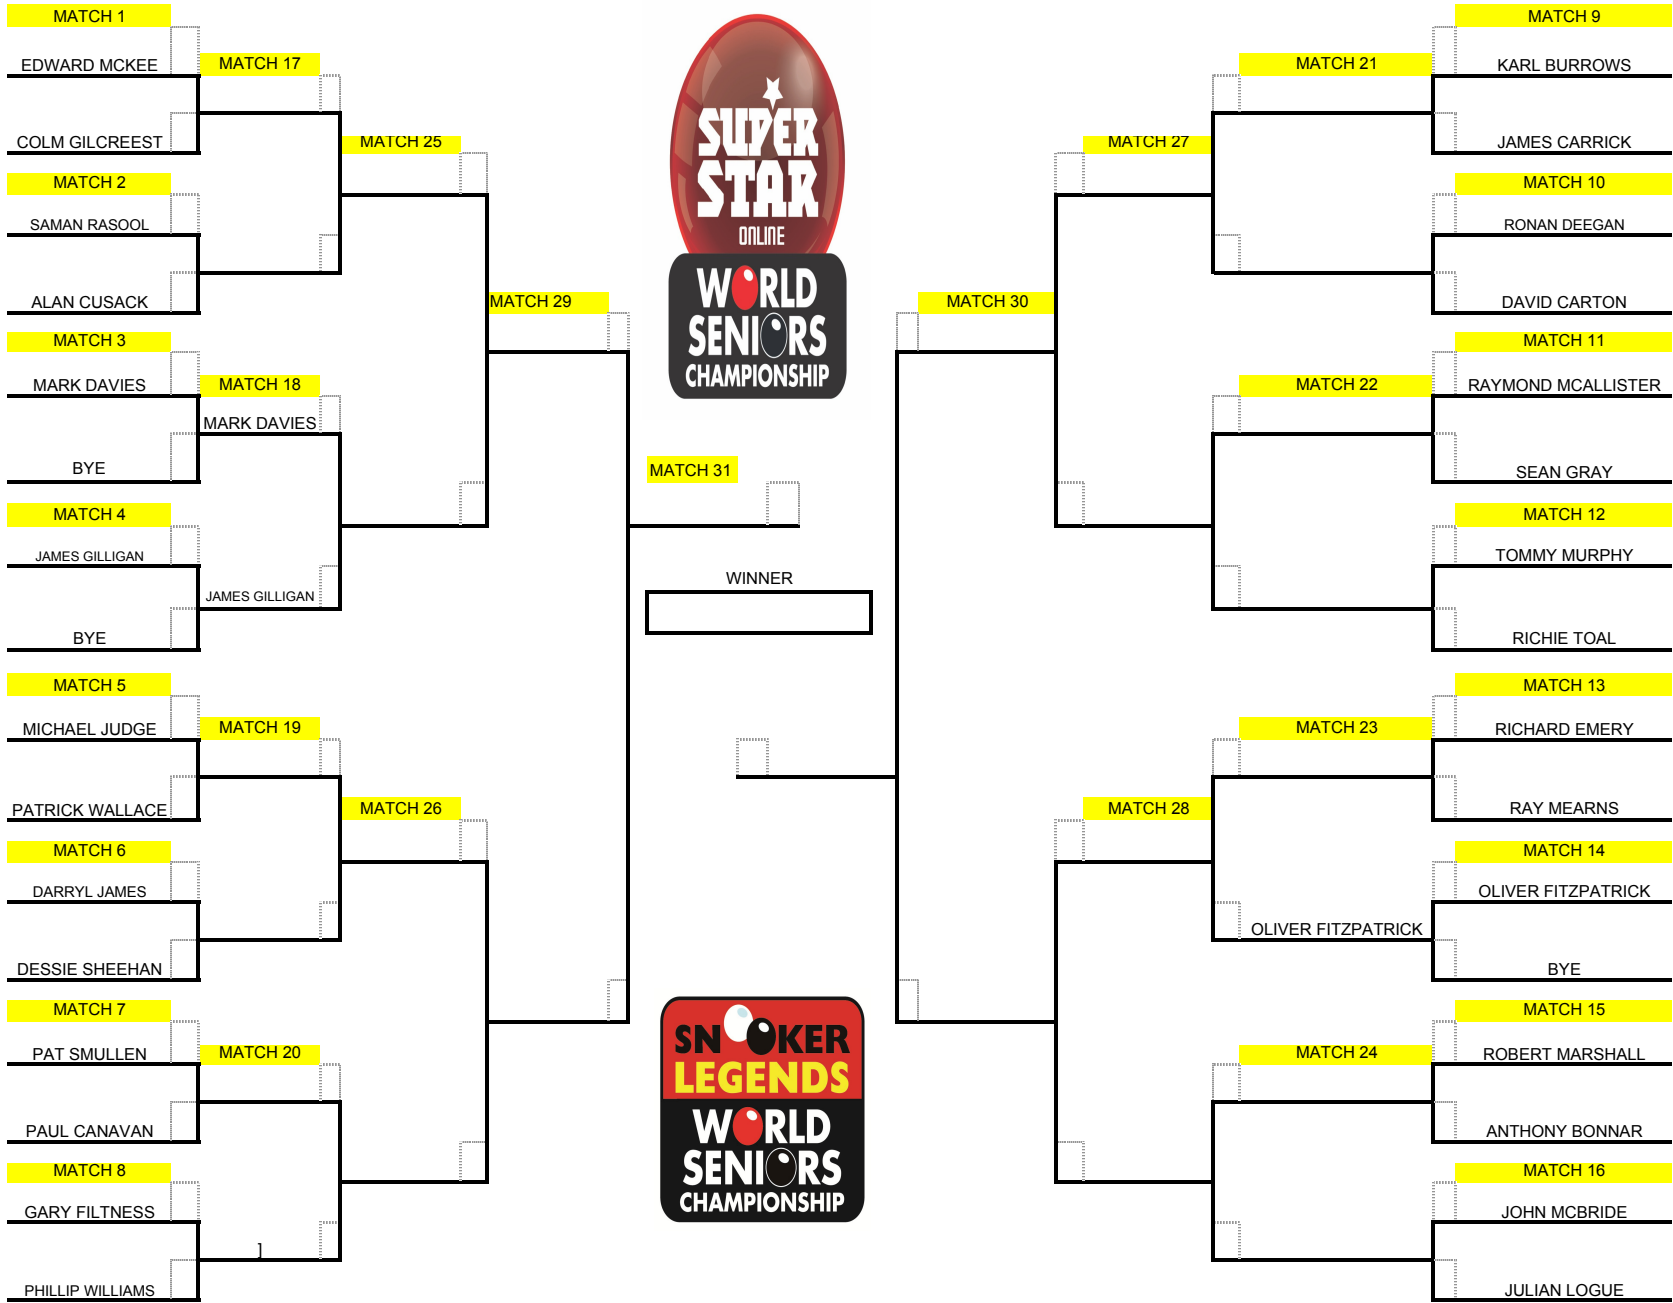 MATCH 1
EDWARD MCKEE
COLM GILCREEST
MATCH 2
SAMAN RASOOL
ALAN CUSACK
MATCH 3
MARK DAVIES
BYE
MATCH 4
JAMES GILLIGAN
BYE
MATCH 5
MICHAEL JUDGE
PATRICK WALLACE
MATCH 6
DARRYL JAMES
DESSIE SHEEHAN
MATCH 7
PAT SMULLEN
PAUL CANAVAN
MATCH 8
GARY FILTNESS
PHILLIP WILLIAMS
MATCH 17
MATCH 18
MARK DAVIES
JAMES GILLIGAN
MATCH 19
MATCH 20
]
MATCH 25
MATCH 26
MATCH 29
SUPER
STAR
ONLINE
WORLD
SENIORS
CHAMPIONSHIP
MATCH 31
WINNER
SNOOKER
LEGENDS
WORLD
SENIORS
CHAMPIONSHIP
MATCH 30
MATCH 27
MATCH 28
MATCH 21
MATCH 22
MATCH 23
OLIVER FITZPATRICK
MATCH 24
MATCH 9
KARL BURROWS
JAMES CARRICK
MATCH 10
RONAN DEEGAN
DAVID CARTON
MATCH 11
RAYMOND MCALLISTER
SEAN GRAY
MATCH 12
TOMMY MURPHY
RICHIE TOAL
MATCH 13
RICHARD EMERY
RAY MEARNS
MATCH 14
OLIVER FITZPATRICK
BYE
MATCH 15
ROBERT MARSHALL
ANTHONY BONNAR
MATCH 16
JOHN MCBRIDE
JULIAN LOGUE